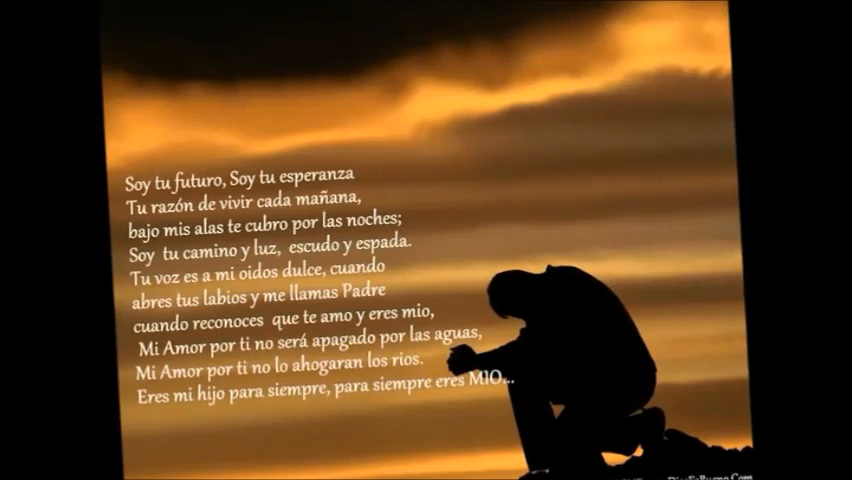 Soy tu futuro, Soy tu esperanza
Tu razón de vivir cada mañana,
bajo mis alas te cubro por las noches;
Soy tu camino y luz, escudo y espada.
Tu voz es a mi oidos dulce, cuando
abres tus labios y me llamas Padre
cuando reconoces que te amo y eres mio,
Mi Amor por ti no será apagado por las aguas,
Mi Amor por ti no lo ahogaran los rios.
Eres mi hijo para siempre, para siempre eres MIO...
DiosEsBueno.Com